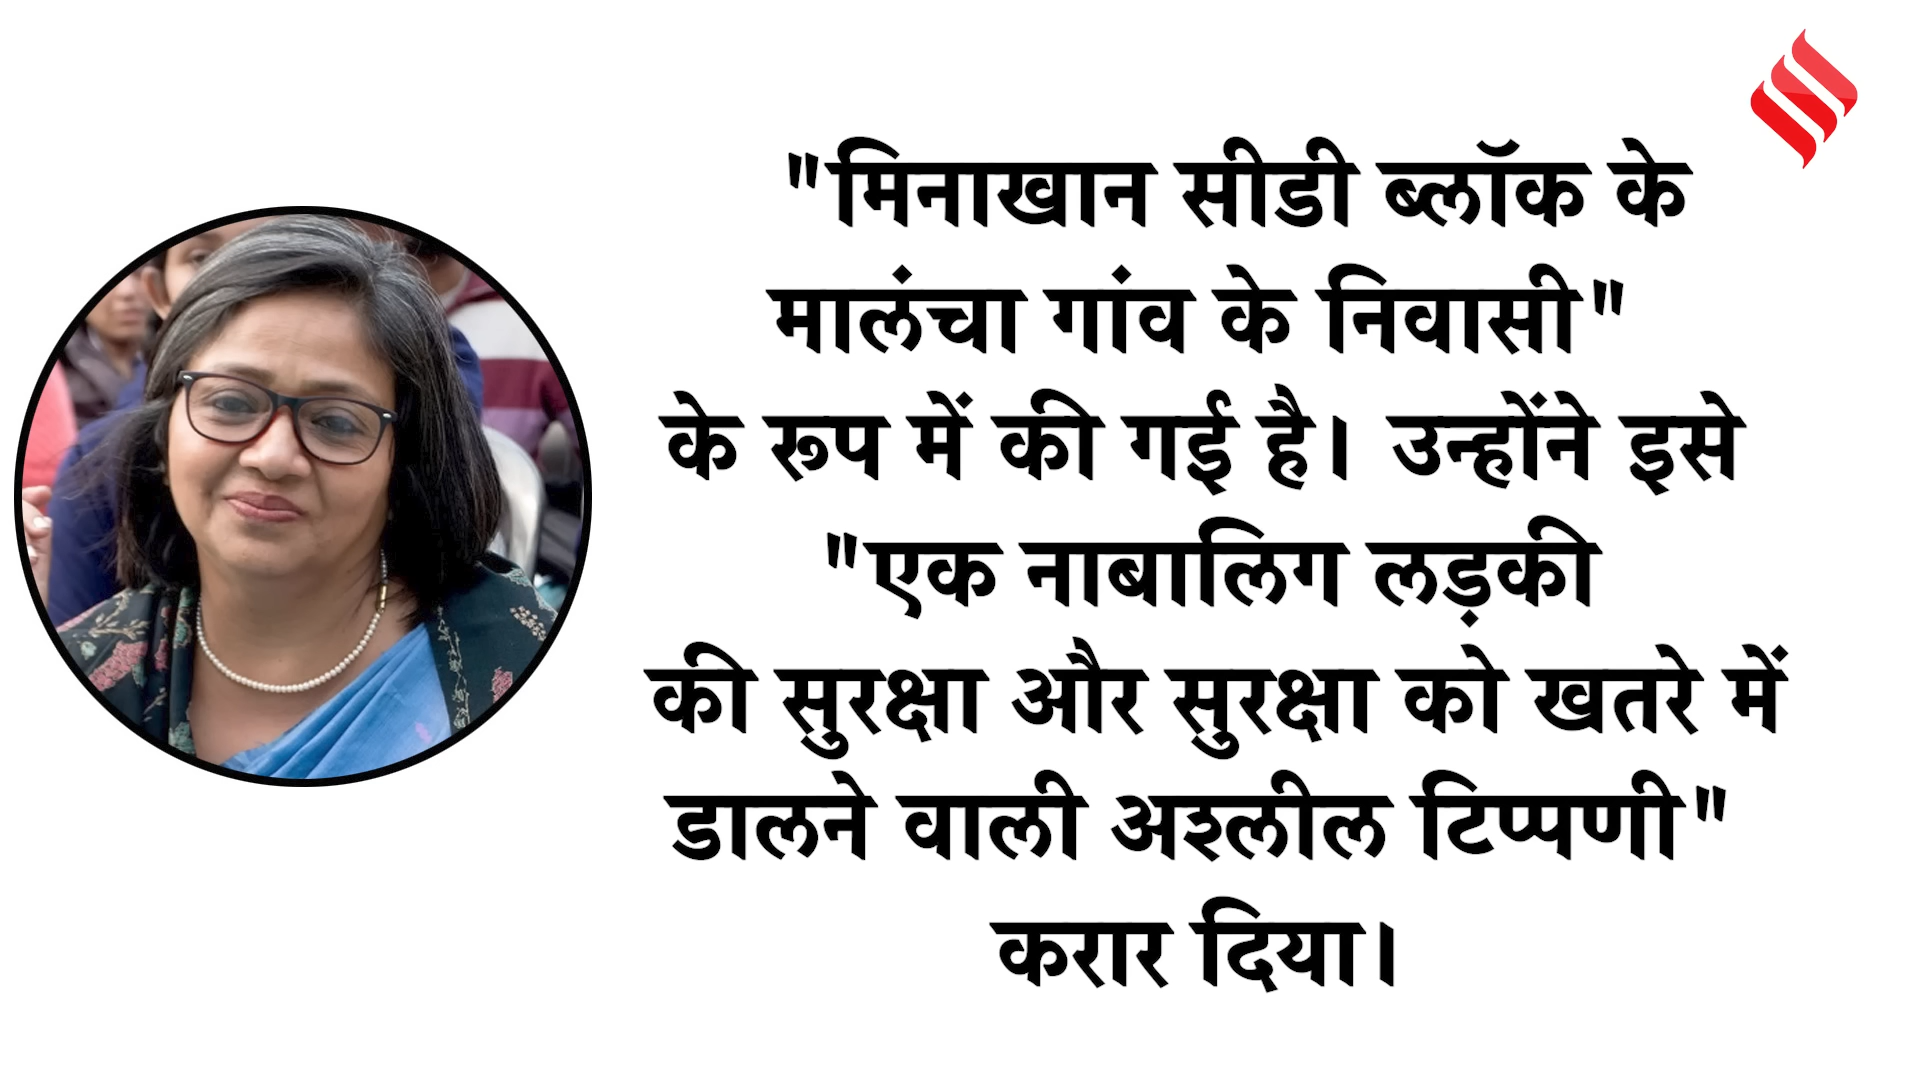 "मिनाखान सीडी ब्लॉक के
मालंचा गांव के निवासी"
के रूप में की गई है। उन्होंने इसे
"एक नाबालिग लड़की
की सुरक्षा और सुरक्षा को खतरे में
डालने वाली अश्लील टिप्पणी"
करार दिया।